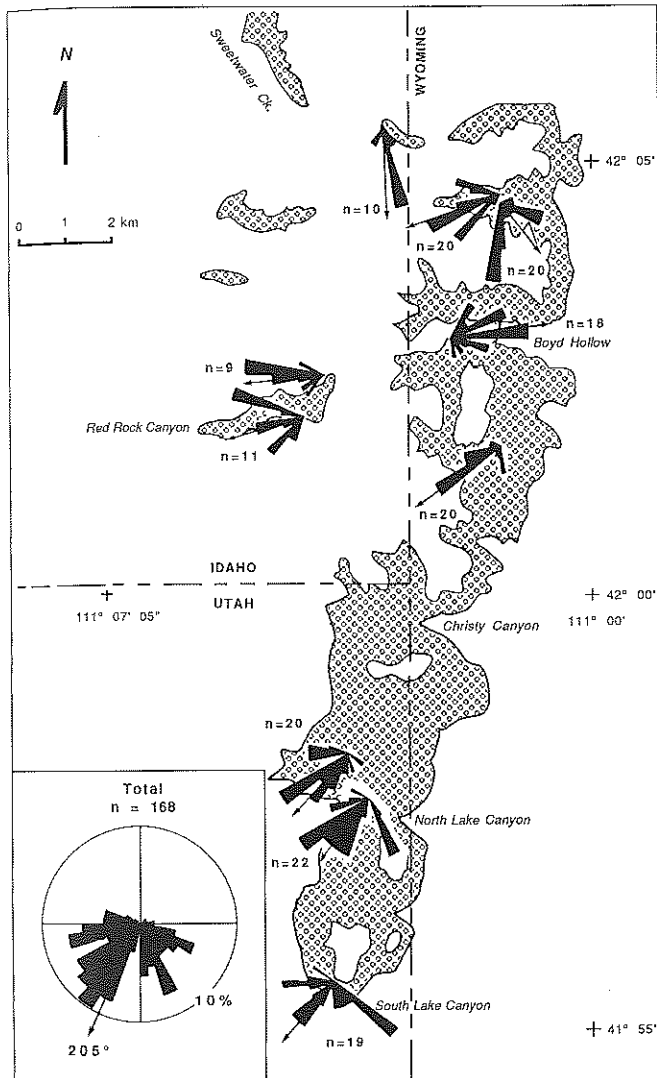 Sweetwater Ck.
WYOMING
N
42° 05'
0 1 2 km
n=10
n=20
n=20
n=18
Boyd Hollow
n=9
Red Rock Canyon
n=11
n=20
IDAHO
UTAH
42° 00'
111° 07' 05"
111° 00'
Christy Canyon
n=20
Total
n = 168
North Lake Canyon
n=22
10%
South Lake Canyon
205°
n=19
41° 55'